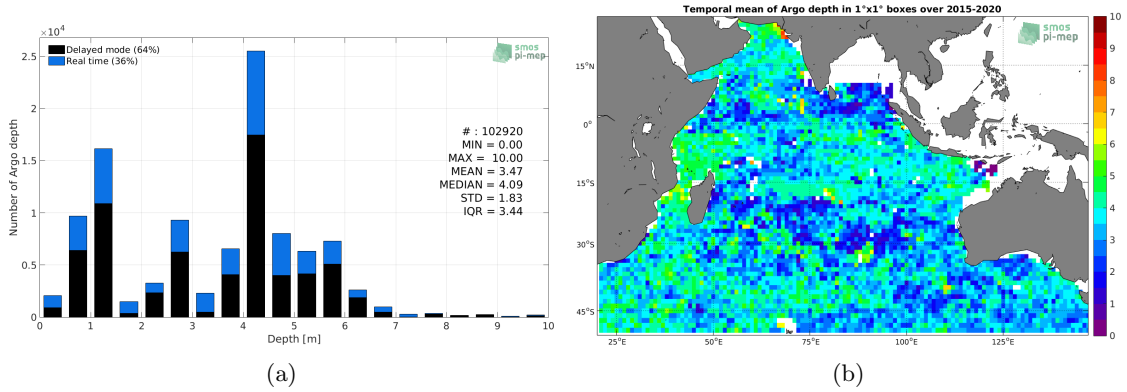 ×10⁴
Delayed mode (64%)
Real time (36%)
smos
pi-mep
# : 102920
MIN = 0.00
MAX = 10.00
MEAN = 3.47
MEDIAN = 4.09
STD = 1.83
IQR = 3.44
Number of Argo depth
2.5
2
1.5
1
0.5
0
0 1 2 3 4 5 6 7 8 9 10
Depth [m]
(a)
Temporal mean of Argo depth in 1°x1° boxes over 2015-2020
smos
pi-mep
15°N
0°
15°S
30°S
45°S
25°E 50°E 75°E 100°E 125°E
10
9
8
7
6
5
4
3
2
1
0
(b)